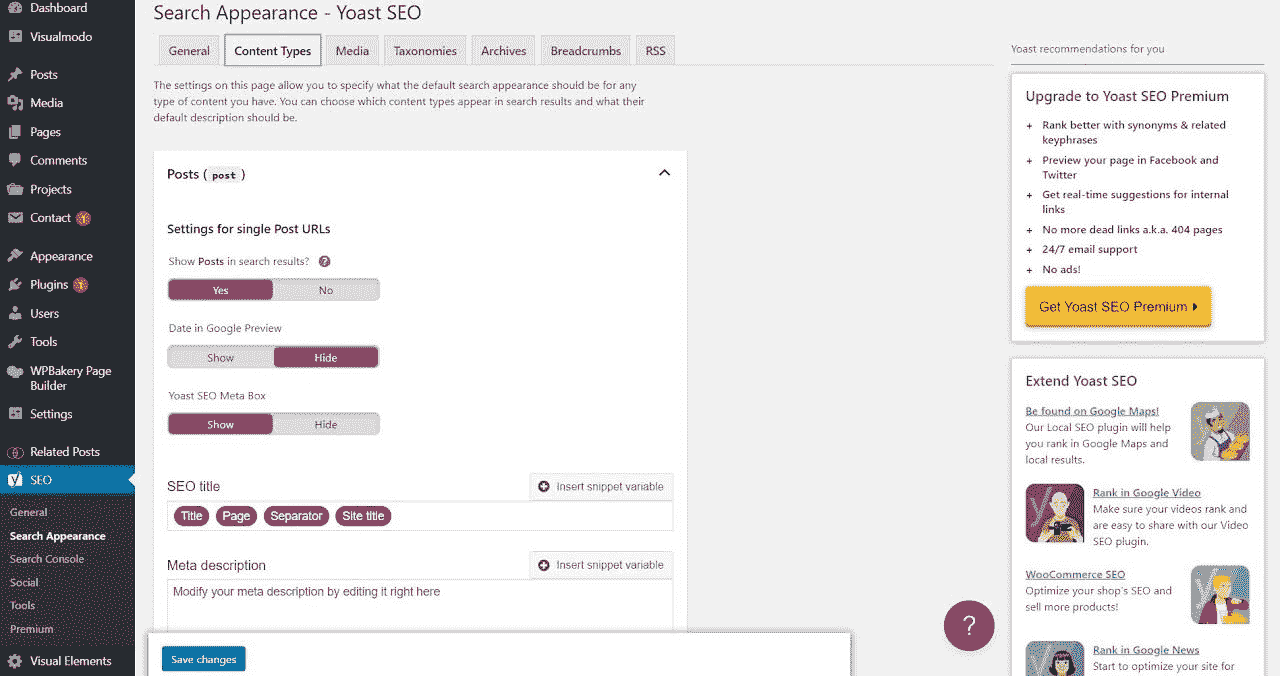 Dashboard
Visualmodo
Posts
Media
Pages
Comments
Projects
Contact 1
Appearance
Plugins 1
Users
Tools
WPBakery Page
Builder
Settings
Related Posts
SEO
General
Search Appearance
Search Console
Social
Tools
Premium
Visual Elements
Search Appearance - Yoast SEO
General
Content Types
Media
Taxonomies
Archives
Breadcrumbs
RSS
The settings on this page allow you to specify what the default search appearance should be for any
type of content you have. You can choose which content types appear in search results and what their
default description should be.
Posts ( post )
Settings for single Post URLs
Show Posts in search results? ?
Yes No
Date in Google Preview
Show Hide
Yoast SEO Meta Box
Show Hide
SEO title
Insert snippet variable
Title Page Separator Site title
Meta description
Insert snippet variable
Modify your meta description by editing it right here
Save changes
?
Yoast recommendations for you
Upgrade to Yoast SEO Premium
+ Rank better with synonyms & related
keyphrases
+ Preview your page in Facebook and
Twitter
+ Get real-time suggestions for internal
links
+ No more dead links a.k.a. 404 pages
+ 24/7 email support
+ No ads!
Get Yoast SEO Premium
Extend Yoast SEO
Be found on Google Maps!
Our Local SEO plugin will help
you rank in Google Maps and
local results.
Rank in Google Video
Make sure your videos rank and
are easy to share with our Video
SEO plugin.
WooCommerce SEO
Optimize your shop's SEO and
sell more products!
Rank in Google News
Start to optimize your site for